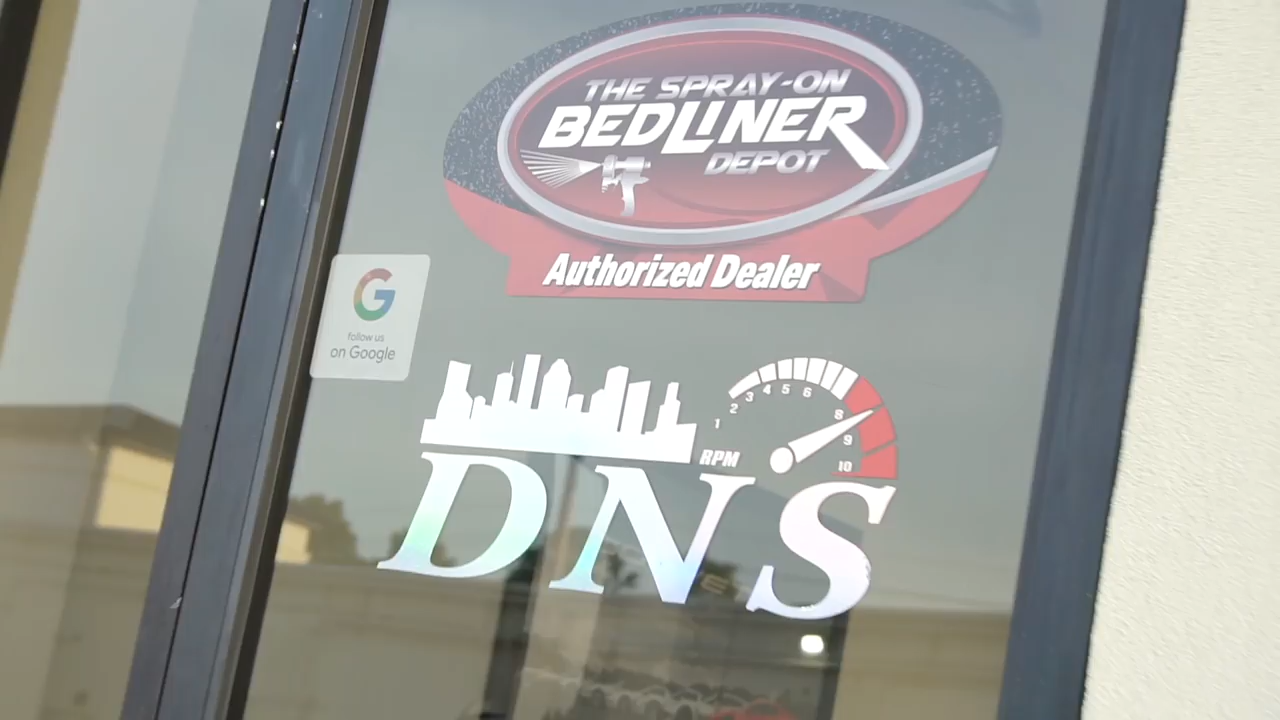 THE SPRAY-ON
BEDLINER
DEPOT
Authorized Dealer
G
follow us
on Google
1 2 3 4 5 6 8 9 10
RPM
DNS